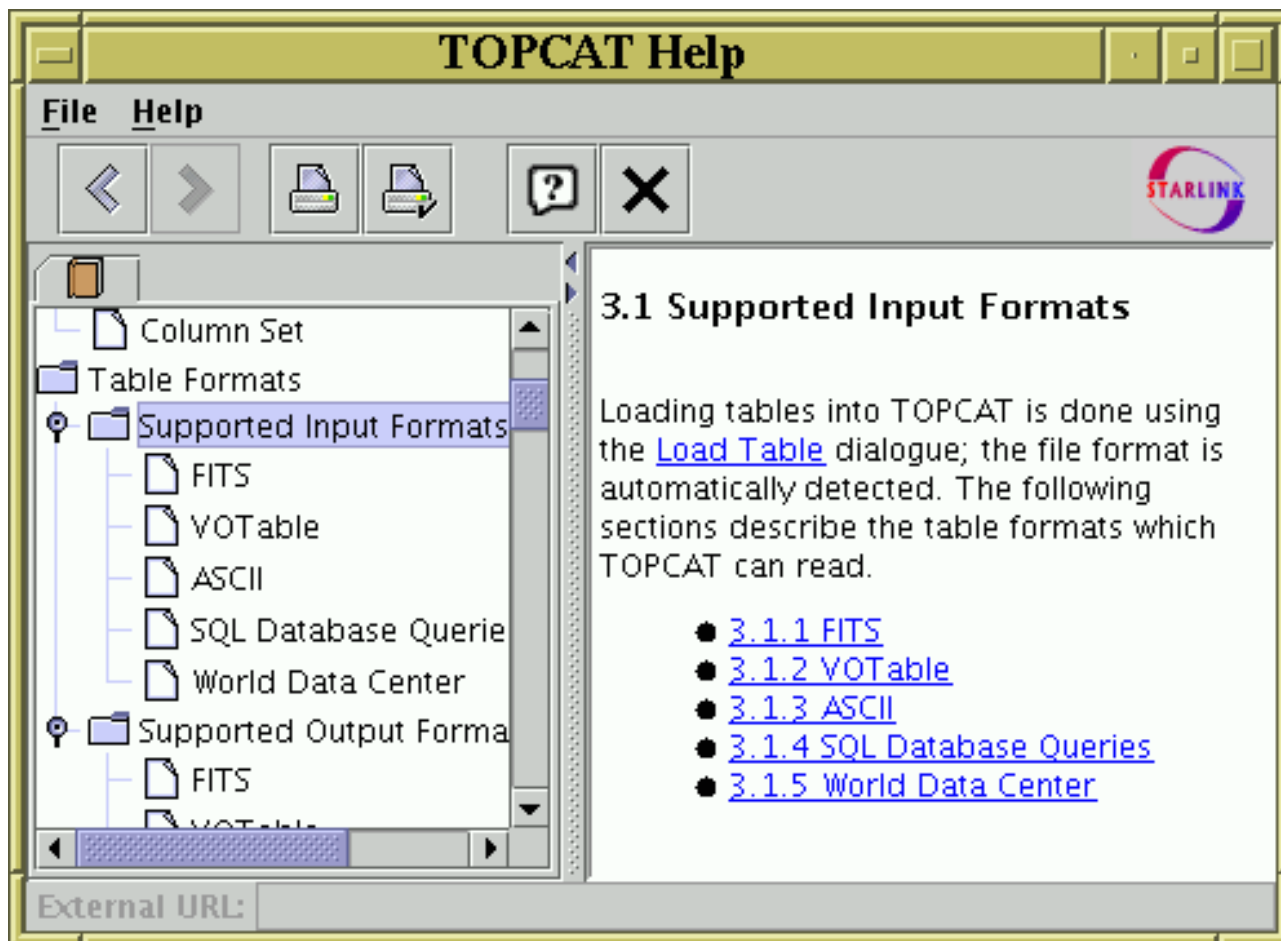 TOPCAT Help
File Help
STARLINK
Column Set
Table Formats
Supported Input Formats
FITS
VOTable
ASCII
SQL Database Querie
World Data Center
Supported Output Forma
FITS
VOTable
3.1 Supported Input Formats
Loading tables into TOPCAT is done using
the Load Table dialogue; the file format is
automatically detected. The following
sections describe the table formats which
TOPCAT can read.
3.1.1 FITS
3.1.2 VOTable
3.1.3 ASCII
3.1.4 SQL Database Queries
3.1.5 World Data Center
External URL: